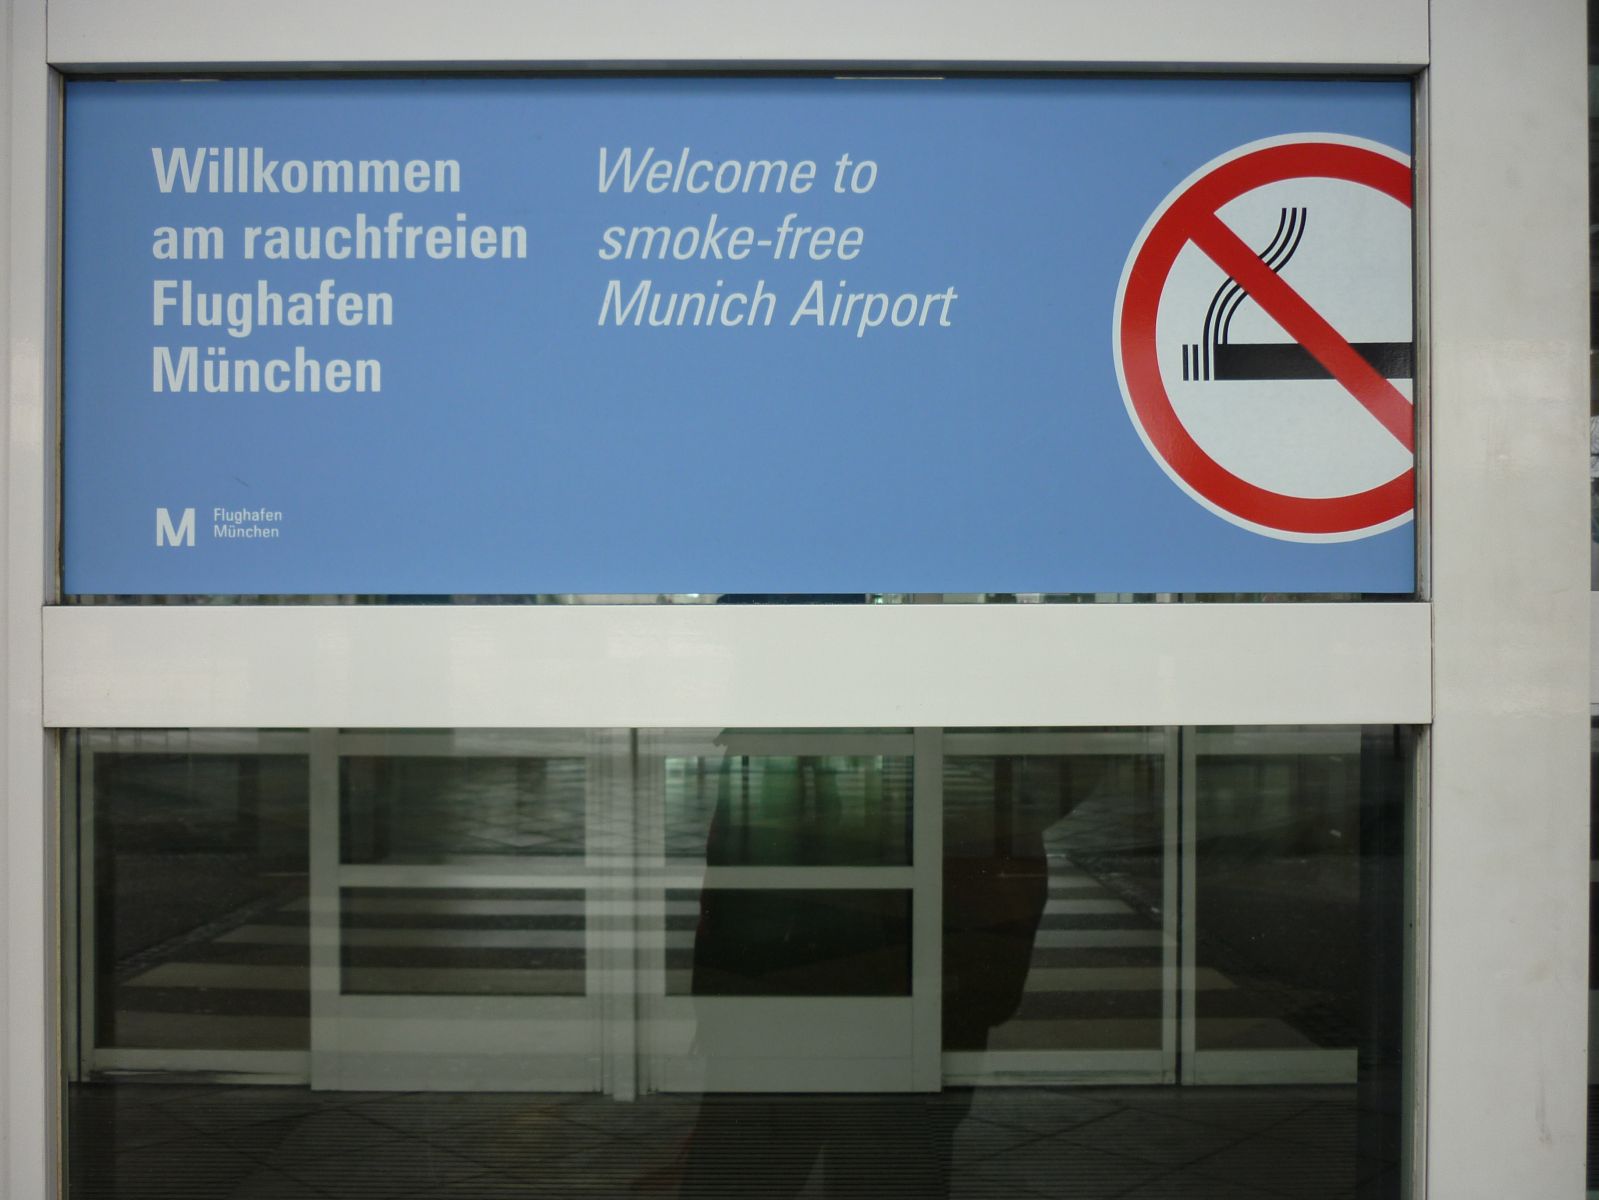 Willkommen
am rauchfreien
Flughafen
München
Welcome to
smoke-free
Munich Airport
M
Flughafen
München